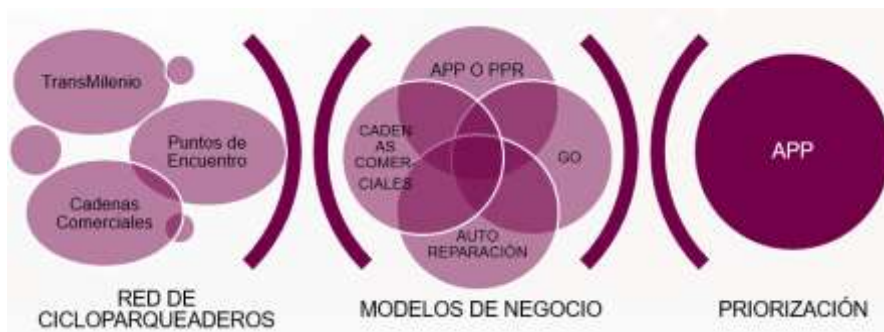 TransMilenio
Puntos de
Encuentro
Cadenas
Comerciales
RED DE
CICLOPARQUEADEROS
APP O PPR
CADEN
AS
COMER-
CIALES
GO
AUTO
REPARACIÓN
MODELOS DE NEGOCIO
APP
PRIORIZACIÓN